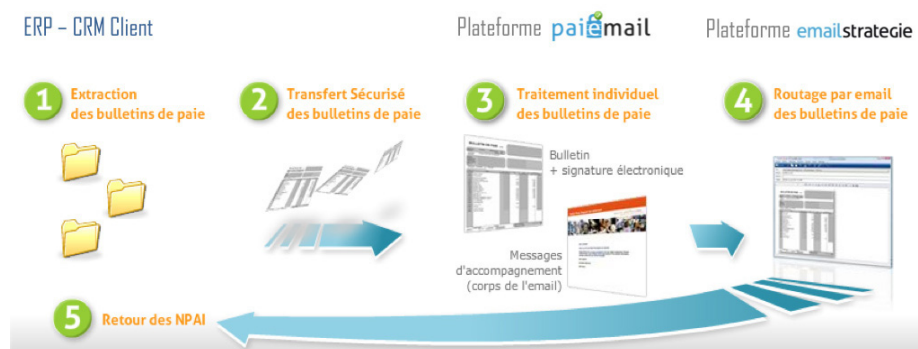 ERP – CRM Client
Plateforme paiemail
Plateforme emailstrategie
1 Extraction
des bulletins de paie
2 Transfert Sécurisé
des bulletins de paie
3 Traitement individuel
des bulletins de paie
4 Routage par email
des bulletins de paie
Bulletin
+ signature électronique
Messages
d'accompagnement
(corps de l'email)
5 Retour des NPAI